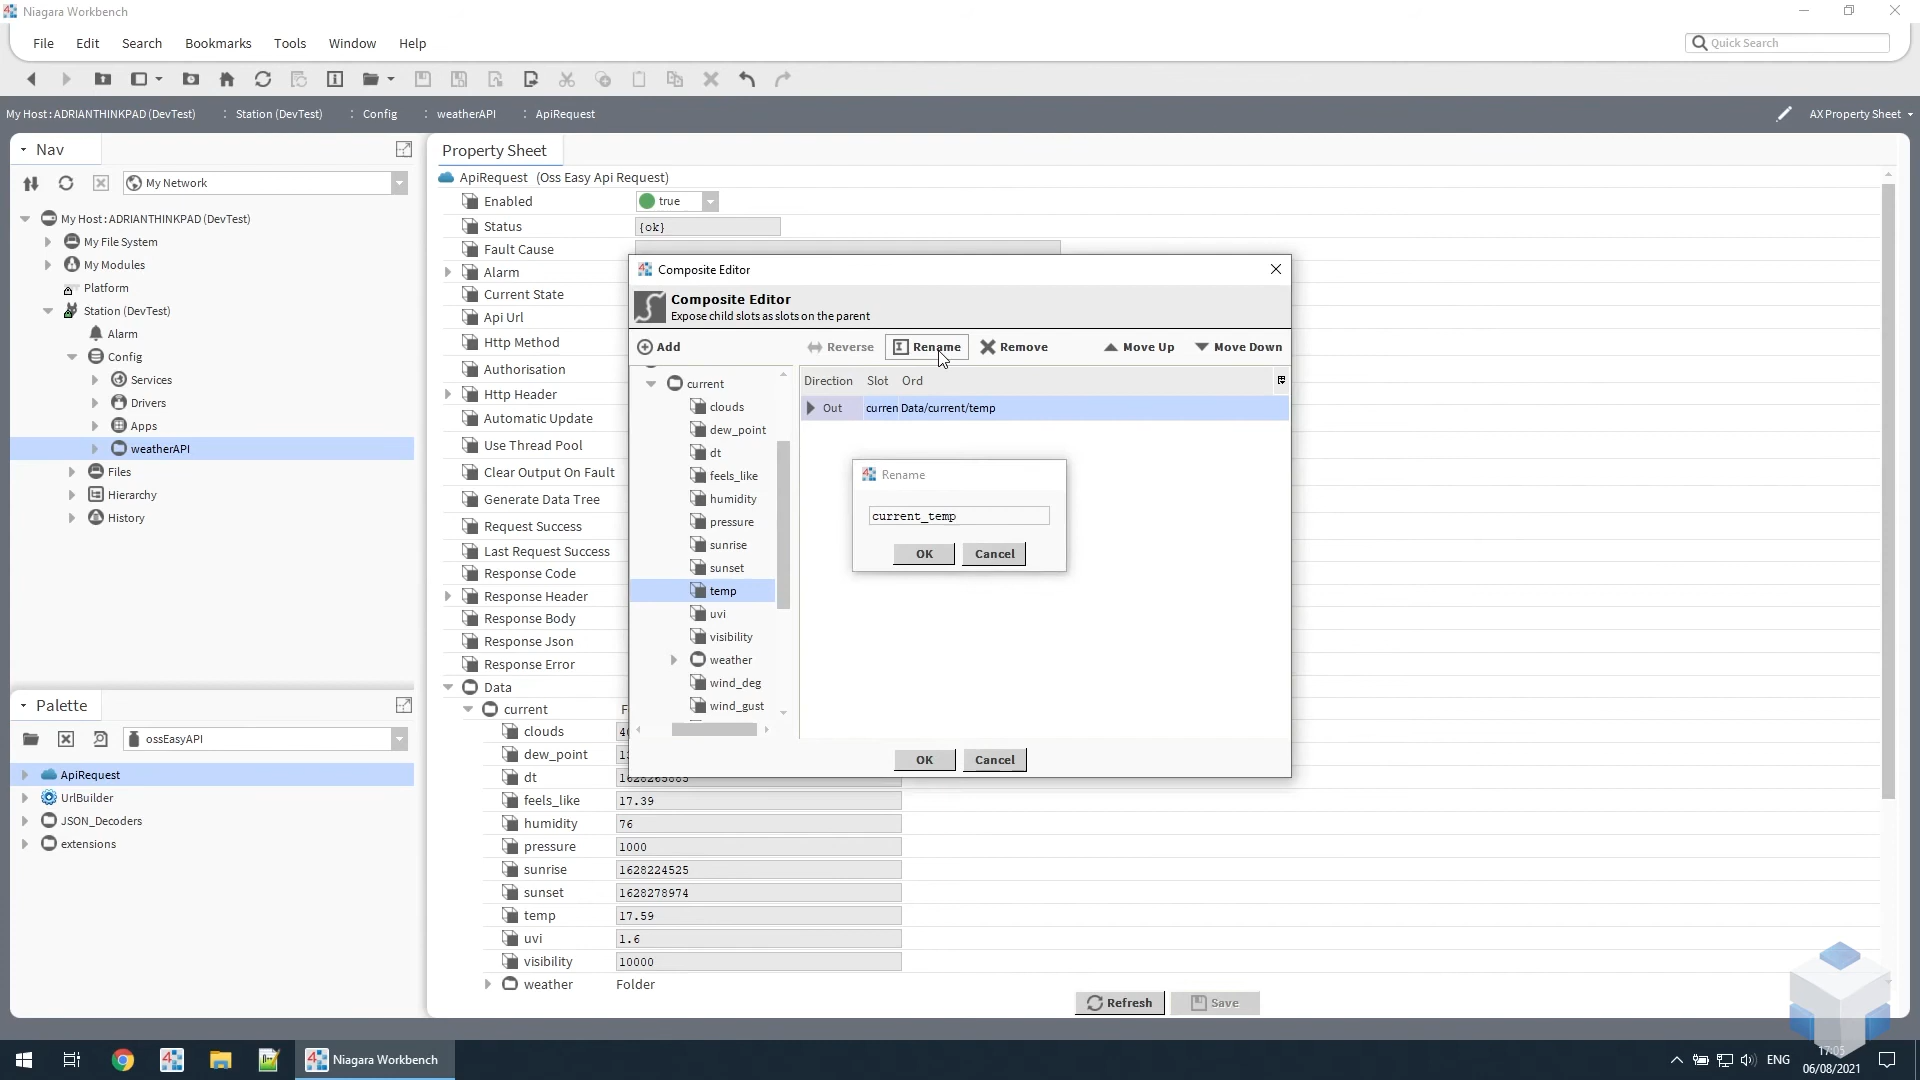 Niagara Workbench
File Edit Search Bookmarks Tools Window Help
Quick Search
My Host : ADRIANTHINKPAD (DevTest) : Station (DevTest) : Config : weatherAPI : ApiRequest
AX Property Sheet
Nav
My Network
My Host : ADRIANTHINKPAD (DevTest)
My File System
My Modules
Platform
Station (DevTest)
Alarm
Config
Services
Drivers
Apps
weatherAPI
Files
Hierarchy
History
Palette
ossEasyAPI
ApiRequest
UrlBuilder
JSON_Decoders
extensions
Property Sheet
ApiRequest (Oss Easy Api Request)
Enabled true
Status {ok}
Fault Cause
Alarm
Current State
Api Url
Http Method
Authorisation
Http Header
Automatic Update
Use Thread Pool
Clear Output On Fault
Generate Data Tree
Request Success
Last Request Success
Response Code
Response Header
Response Body
Response Json
Response Error
Data
current F
clouds
dew_point
dt 1628265885
feels_like 17.39
humidity 76
pressure 1000
sunrise 1628224525
sunset 1628278974
temp 17.59
uvi 1.6
visibility 10000
weather Folder
Refresh Save
Composite Editor
Composite Editor
Expose child slots as slots on the parent
Add Reverse Rename Remove Move Up Move Down
current
clouds
dew_point
dt
feels_like
humidity
pressure
sunrise
sunset
temp
uvi
visibility
weather
wind_deg
wind_gust
Direction Slot Ord
Out curren Data/current/temp
Rename
current_temp
OK Cancel
OK Cancel
Niagara Workbench
ENG
17:05
06/08/2021